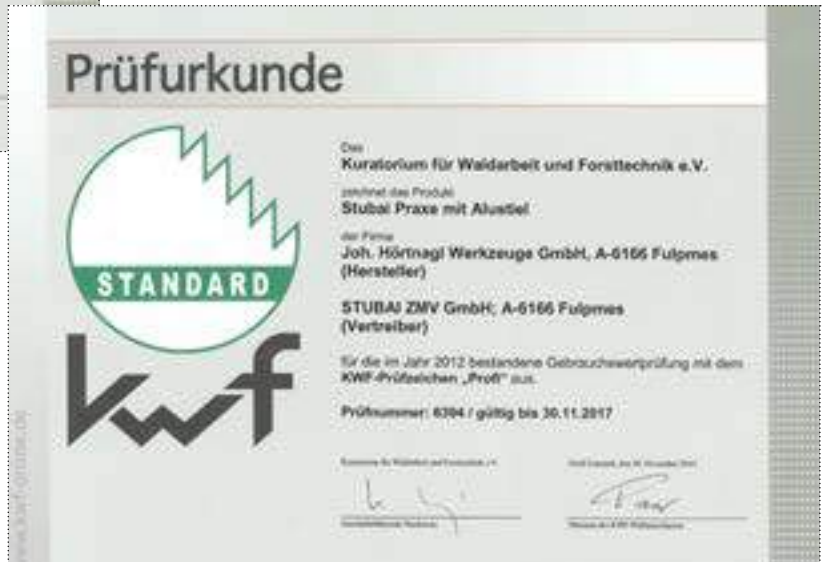 Prüfurkunde
STANDARD
kwf
Das
Kuratorium für Waldarbeit und Forsttechnik e.V.
zeichnet das Produkt
Stubai Praxe mit Alustiel
der Firma
Joh. Hörtnagl Werkzeuge GmbH, A-6166 Fulpmes
(Hersteller)
STUBAI ZMV GmbH; A-6166 Fulpmes
(Vertreiber)
für die im Jahr 2012 bestandene Gebrauchswertprüfung mit dem
KWF-Prüfzeichen „Profi“ aus.
Prüfnummer: 6394 / gültig bis 30.11.2017